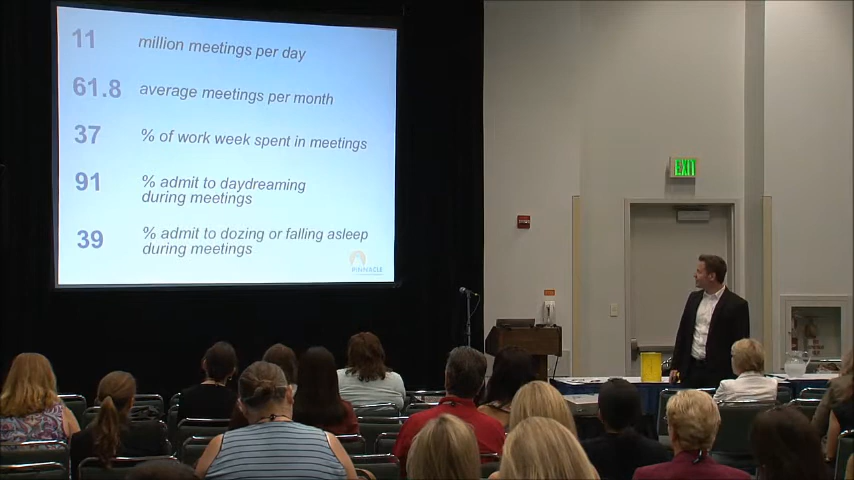 11 million meetings per day
61.8 average meetings per month
37 % of work week spent in meetings
91 % admit to daydreaming
during meetings
39 % admit to dozing or falling asleep
during meetings
PINNACLE
EXIT